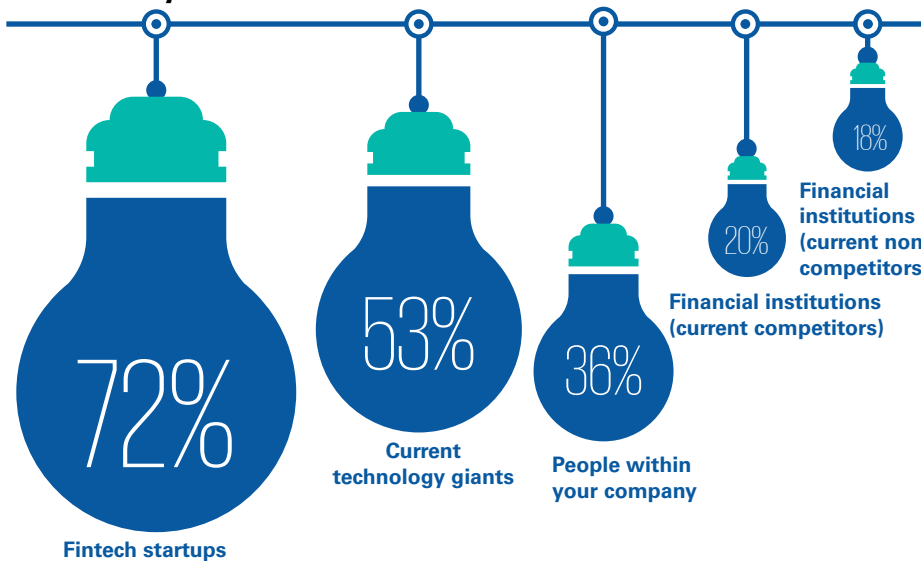 72%
Fintech startups
53%
Current
technology giants
36%
People within
your company
20%
Financial institutions
(current competitors)
18%
Financial
institutions
(current non
competitors